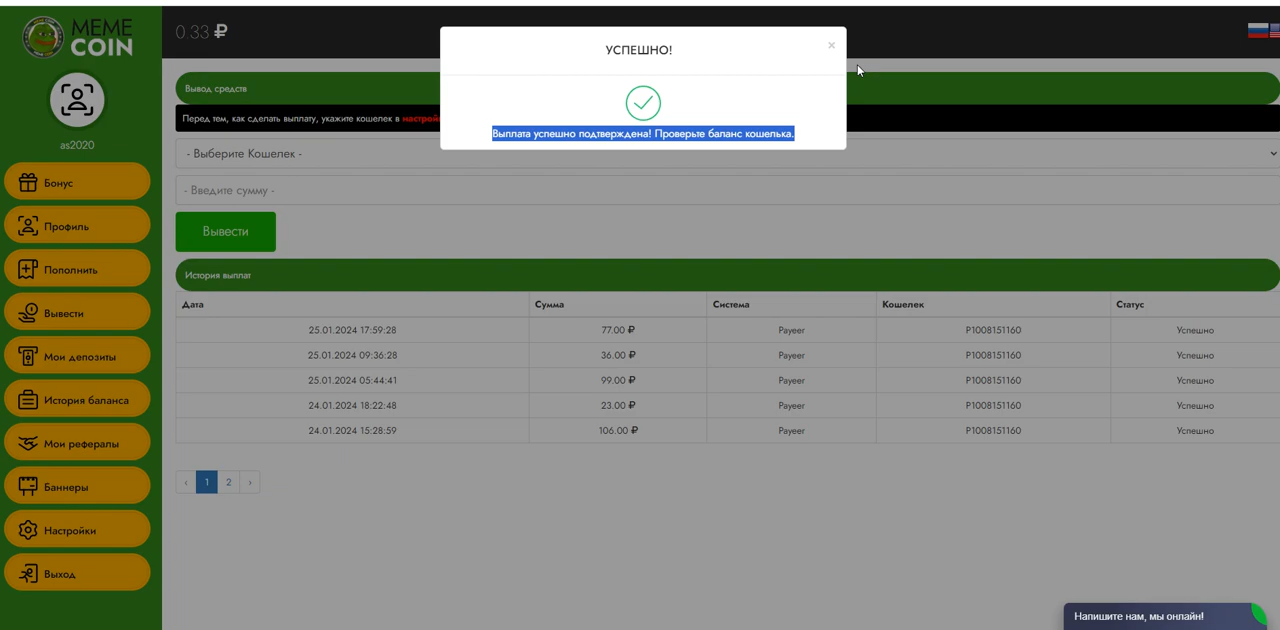 MEME
COIN
0.33 ₽
as2020
Бонус
Профиль
Пополнить
Вывести
Мои депозиты
История баланса
Мои рефералы
Баннеры
Настройки
Выход
УСПЕШНО!
×
Выплата успешно подтверждена! Проверьте баланс кошелька.
Вывод средств
Перед тем, как сделать выплату, укажите кошелек в
- Выберите Кошелек -
- Введите сумму -
Вывести
История выплат
Дата Сумма Система Кошелек Статус
25.01.2024 17:59:28 77.00 ₽ Payeer P1008151160 Успешно
25.01.2024 09:36:28 36.00 ₽ Payeer P1008151160 Успешно
25.01.2024 05:44:41 99.00 ₽ Payeer P1008151160 Успешно
24.01.2024 18:22:48 23.00 ₽ Payeer P1008151160 Успешно
24.01.2024 15:28:59 106.00 ₽ Payeer P1008151160 Успешно
‹ 1 2 ›
Напишите нам, мы онлайн!